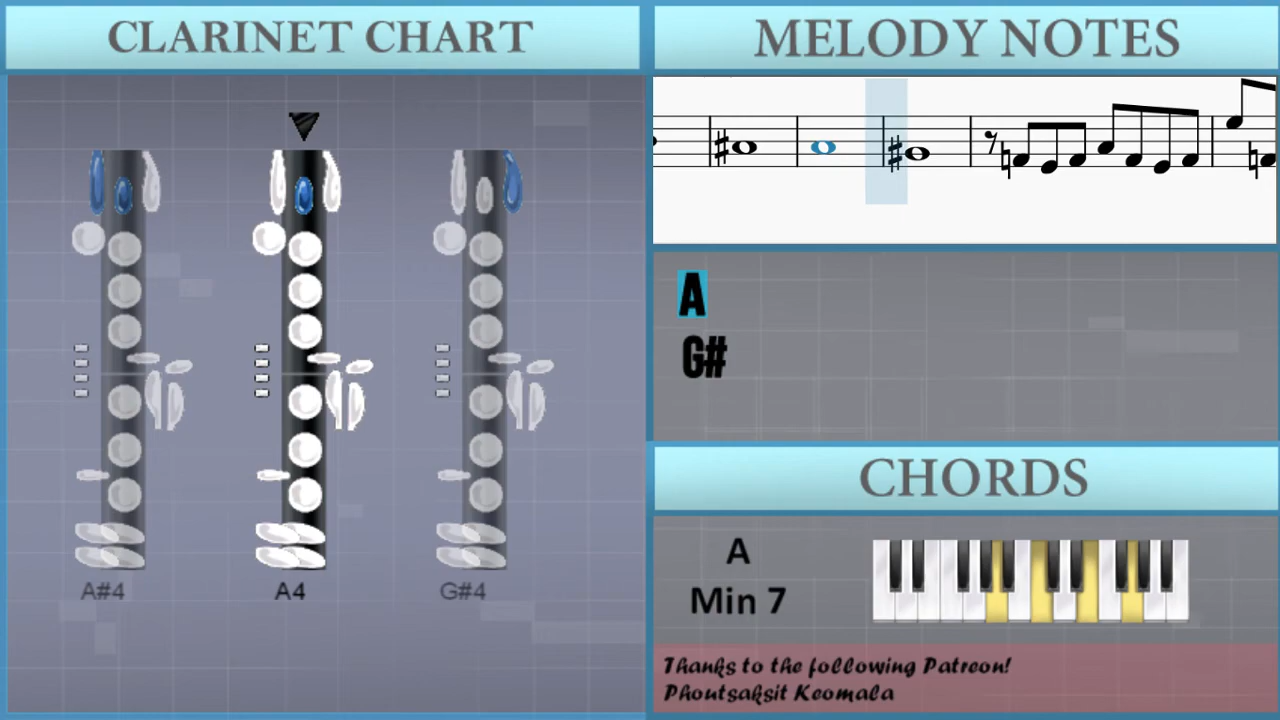 CLARINET CHART
MELODY NOTES
A
G#
CHORDS
A
Min 7
A#4
A4
G#4
Thanks to the following Patreon!
Phoutsaksit Keomala